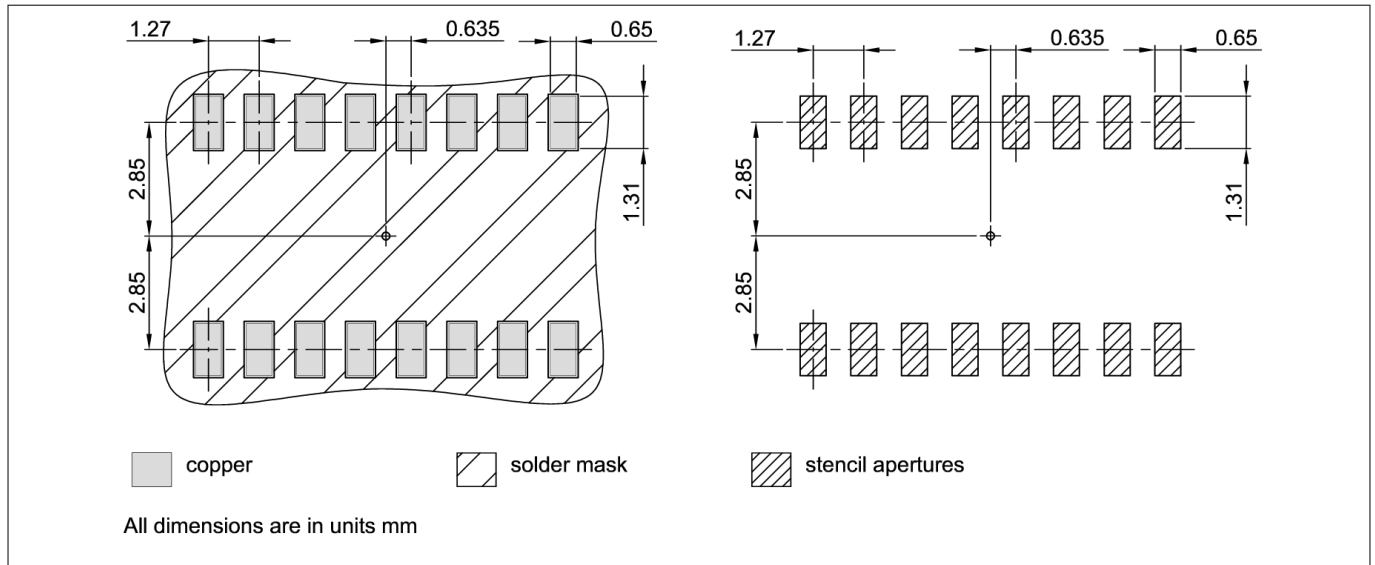 1.27 0.635 0.65 1.27 0.635 0.65
2.85 1.31 2.85 1.31
2.85 2.85
copper solder mask stencil apertures
All dimensions are in units mm